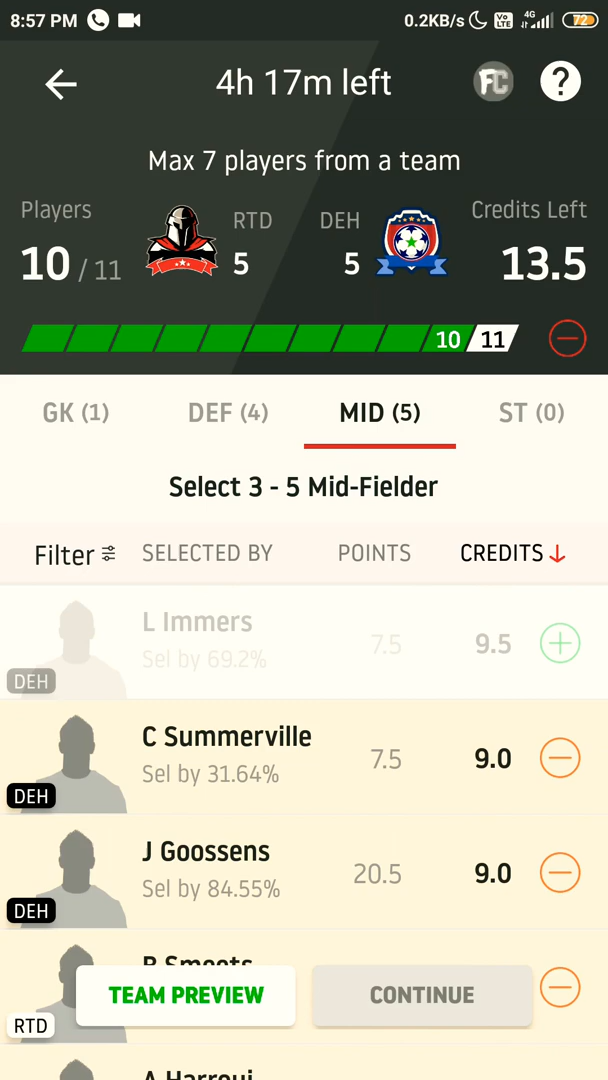 8:57 PM 0.2KB/s Vo LTE 4G 72
4h 17m left FC ?
Max 7 players from a team
Players RTD DEH Credits Left
10 / 11 5 5 13.5
10 11
GK (1) DEF (4) MID (5) ST (0)
Select 3 - 5 Mid-Fielder
Filter SELECTED BY POINTS CREDITS
L Immers
Sel by 69.2% 7.5 9.5
DEH
C Summerville
Sel by 31.64% 7.5 9.0
DEH
J Goossens
Sel by 84.55% 20.5 9.0
DEH
B Smeets
TEAM PREVIEW CONTINUE
RTD
A Harroui